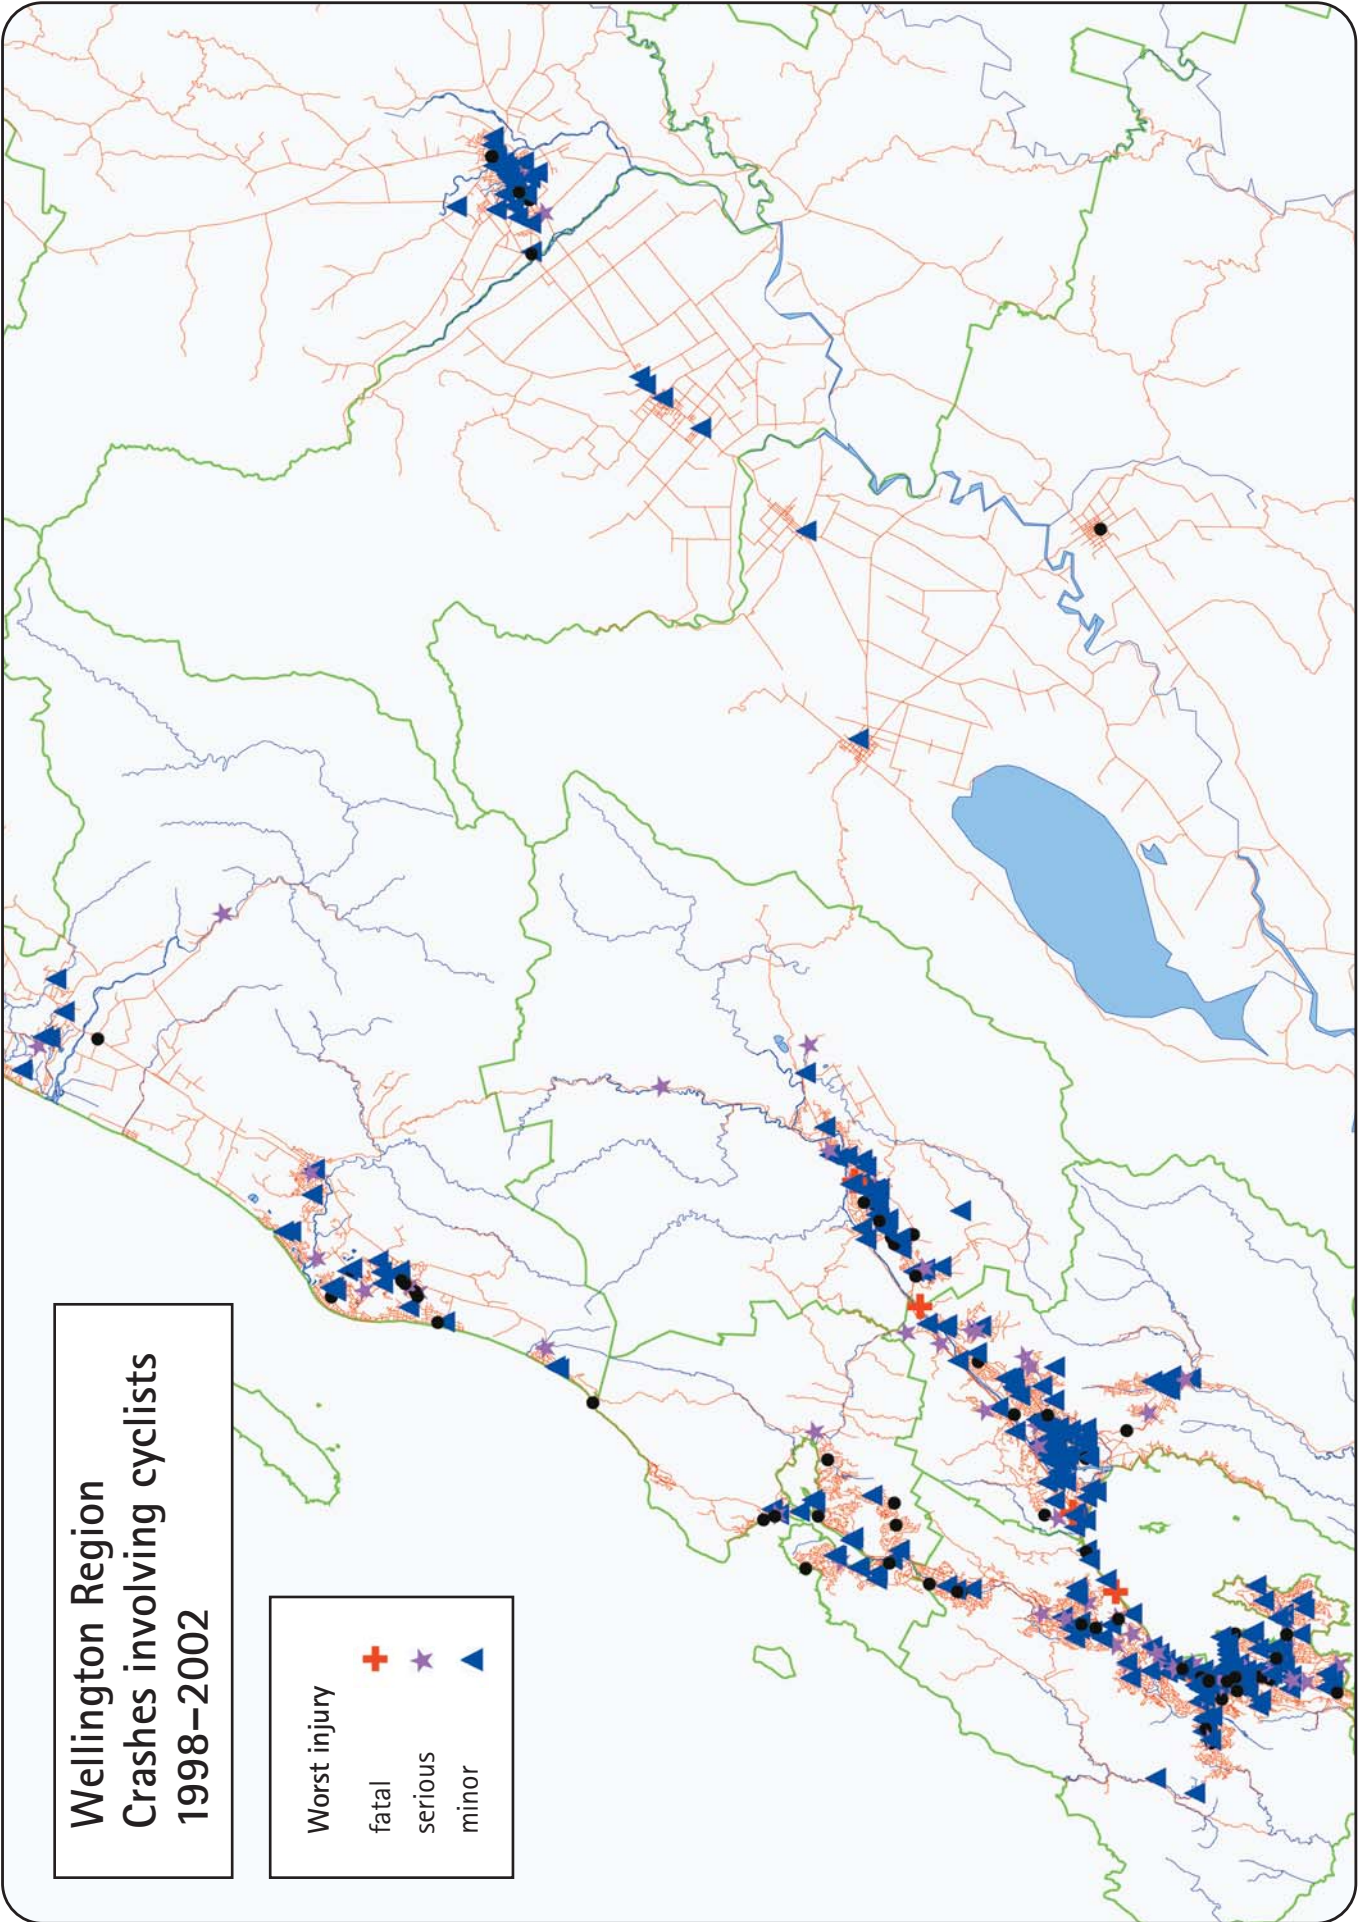 Wellington Region
Crashes involving cyclists
1998–2002
Worst injury
fatal
serious
minor